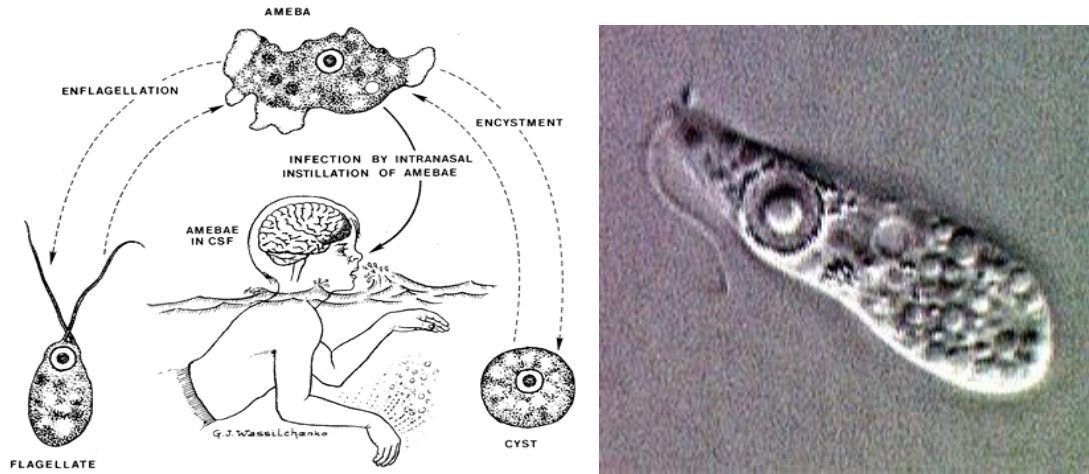 AMEBA
ENFLAGELLATION
ENCYSTMENT
INFECTION BY INTRANASAL
INSTILLATION OF AMEBAE
AMEBAE
IN CSF
G.J. Wassilchenko
CYST
FLAGELLATE